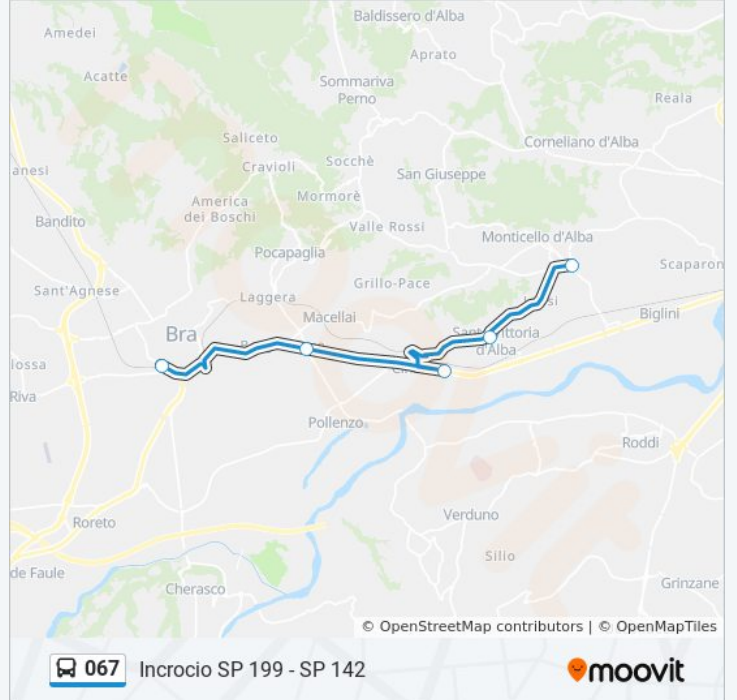 Baldissero d'Alba
Amedei
Aprato
Acatte
Sommariva
Perno
Reala
Saliceto
Corneliano d'Alba
Socchè
Cravioli
anesi
San Giuseppe
Mormorè
America
dei Boschi
Bandito
Valle Rossi
Monticello d'Alba
Pocapaglia
Scaparon
Sant'Agnese
Grillo-Pace
Laggera
Macellai
Biglini
Bra
d'Alba
lossa
Riva
Pollenzo
Roddi
Verduno
Roreto
Silio
de Faule
Cherasco
Grinzane
© OpenStreetMap contributors | © OpenMapTiles
067 Incrocio SP 199 - SP 142
moovit